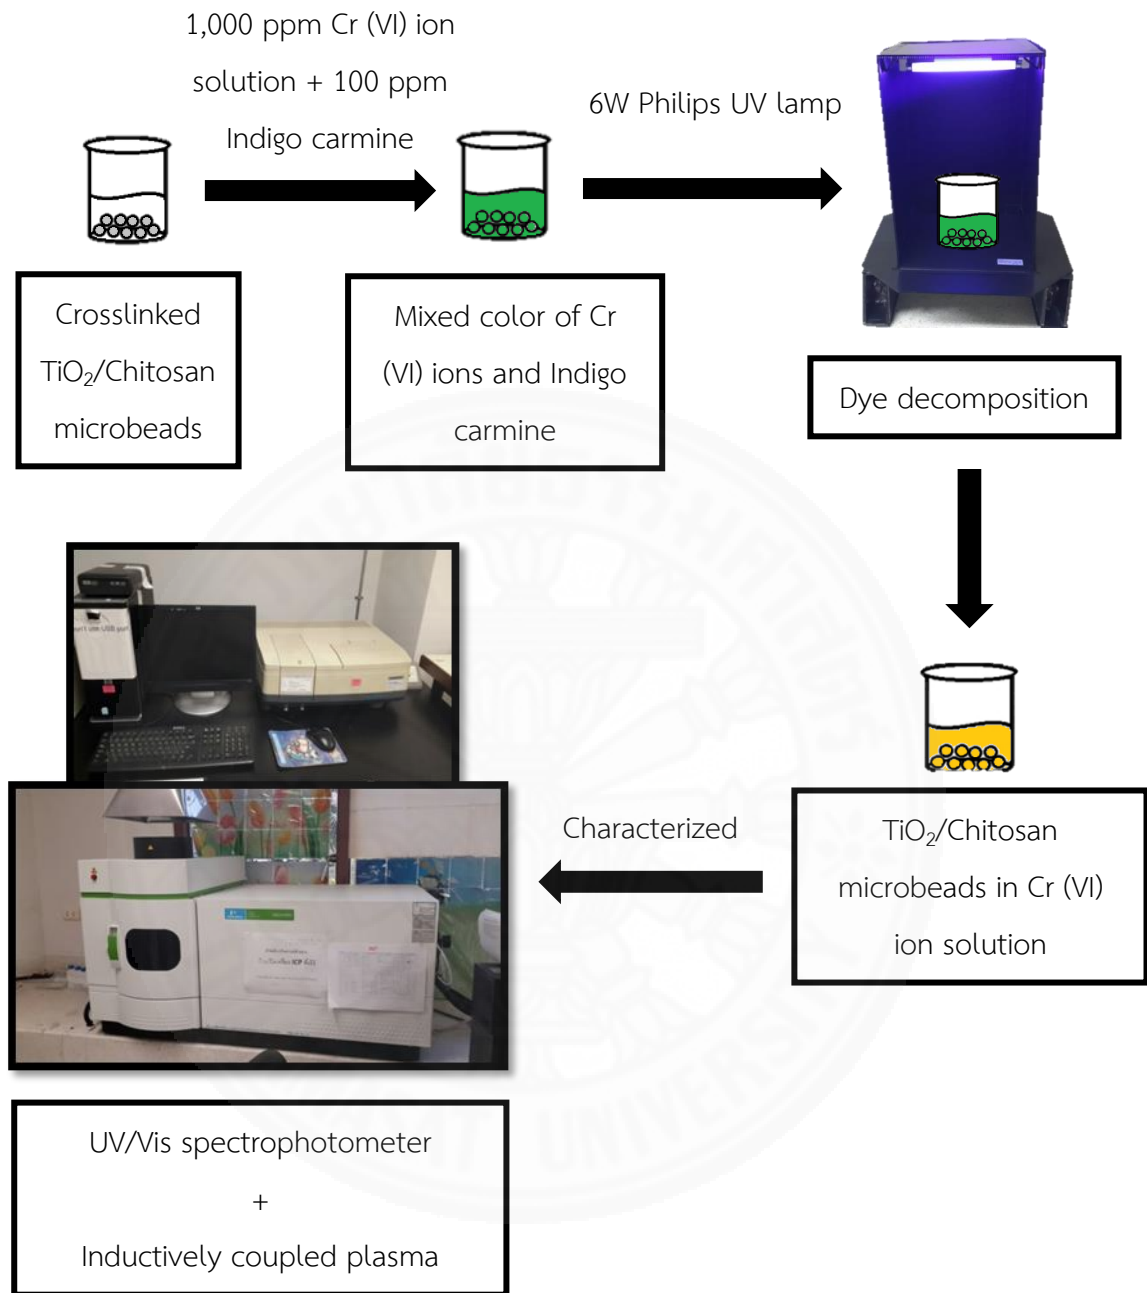 1,000 ppm Cr (VI) ion
solution + 100 ppm
Indigo carmine
6W Philips UV lamp
Crosslinked
TiO₂/Chitosan
microbeads
Mixed color of Cr
(VI) ions and Indigo
carmine
Dye decomposition
TiO₂/Chitosan
microbeads in Cr (VI)
ion solution
Characterized
UV/Vis spectrophotometer
+
Inductively coupled plasma